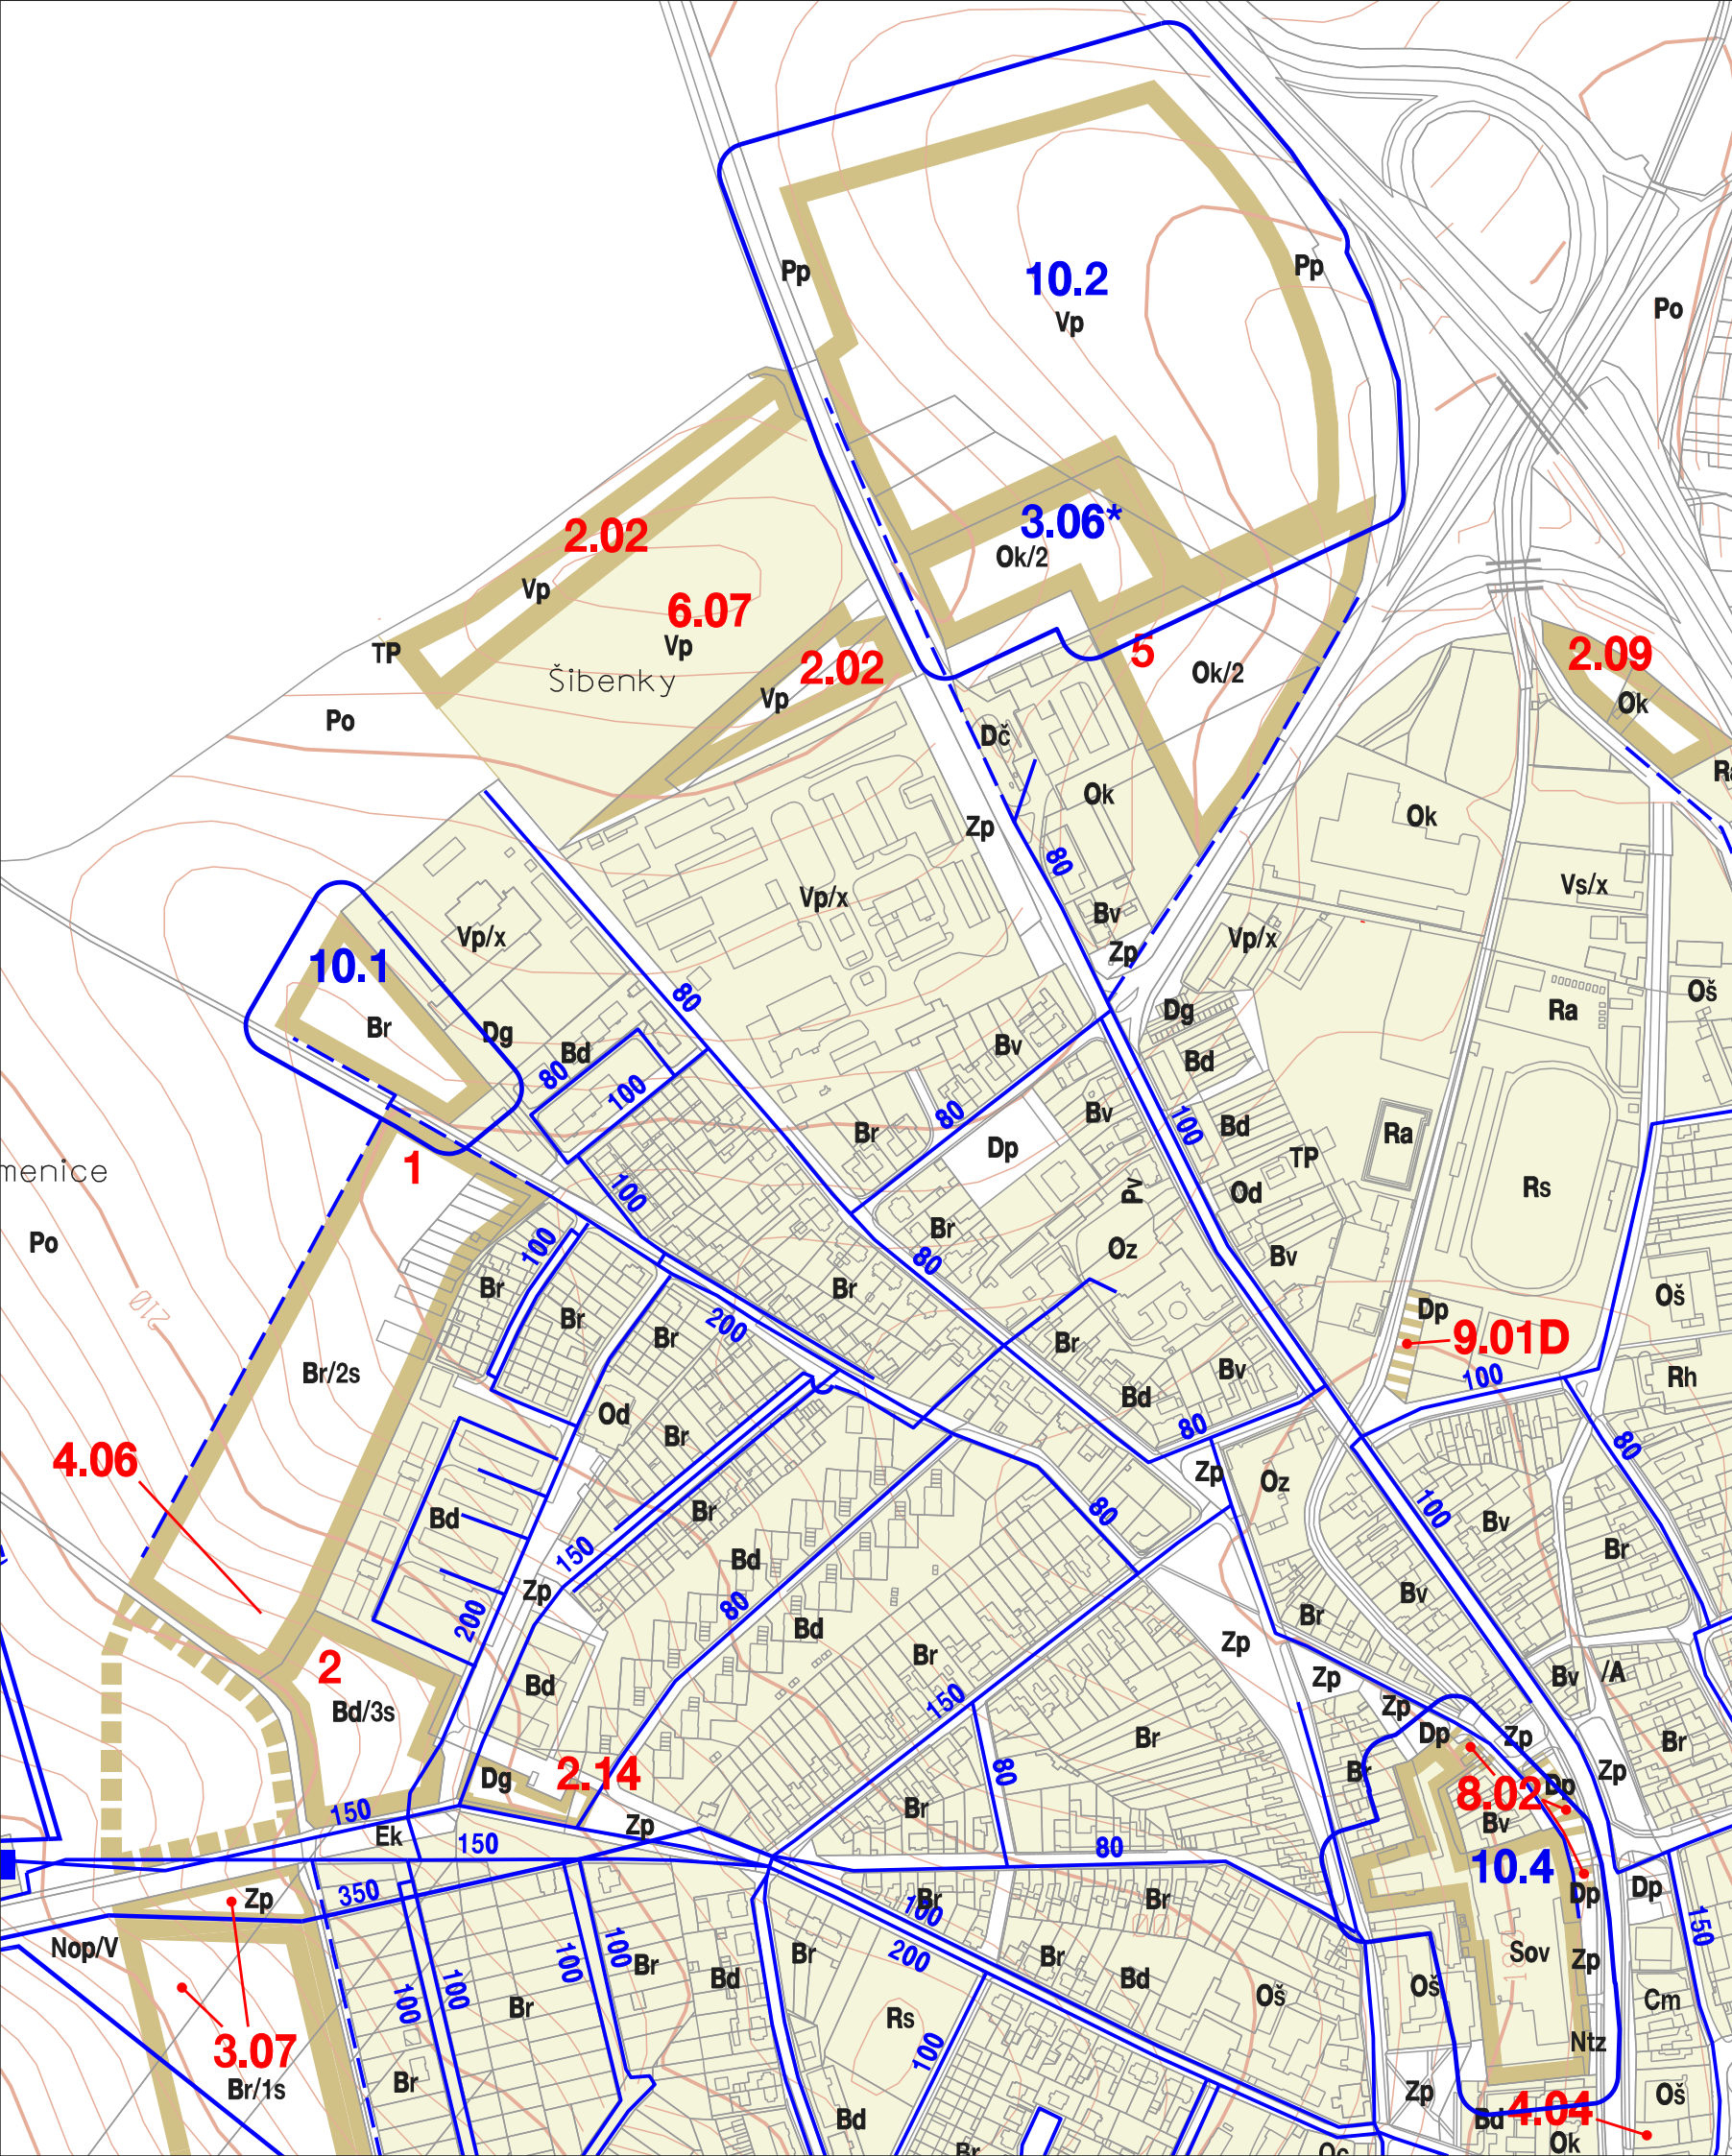 Pp
10.2
Pp
Vp
Po
2.02
3.06*
Ok/2
Vp
6.07
TP
Vp
2.02
5
2.09
Šibenky
Vp
Ok/2
Ok
Po
Dč
Ok
Zp
Ok
80
Vp/x
Vs/x
Bv
Vp/x
Zp
Vp/x
10.1
80
Oš
Ra
Br
Dg
Dg
Bd
Bv
Bd
80
100
80
Bv
100
Bd
Br
Dp
Ra
TP
menice
1
100
Pv
Od
Rs
Po
Br
100
80
Oz
Bv
Br
Br
Oš
210
Br
200
Br
Br
Dp
9.01D
Br/2s
Bv
100
Rh
Od
Bd
80
Br
80
4.06
Zp
Oz
Bd
Br
80
100
Bv
150
Bd
Br
Zp
80
Bv
200
Bd
Br
Zp
2
Br
Zp
Bv
/A
Bd
Bd/3s
150
Zp
Br
Dp
Zp
Br
Dg
2.14
80
Br
Zp
8.02
Dp
150
Zp
Br
Bv
Ek
150
80
10.4
350
Zp
Br
100
Br
Dp
Dp
Nop/V
100
100
Br
200
Br
150
Br
Bd
Bd
Sov
Zp
100
100
Br
Oš
Oš
Cm
Rs
3.07
100
Ntz
Br/1s
Br
Zp
Oš
Bd
Bd
4.04
Ok
Br